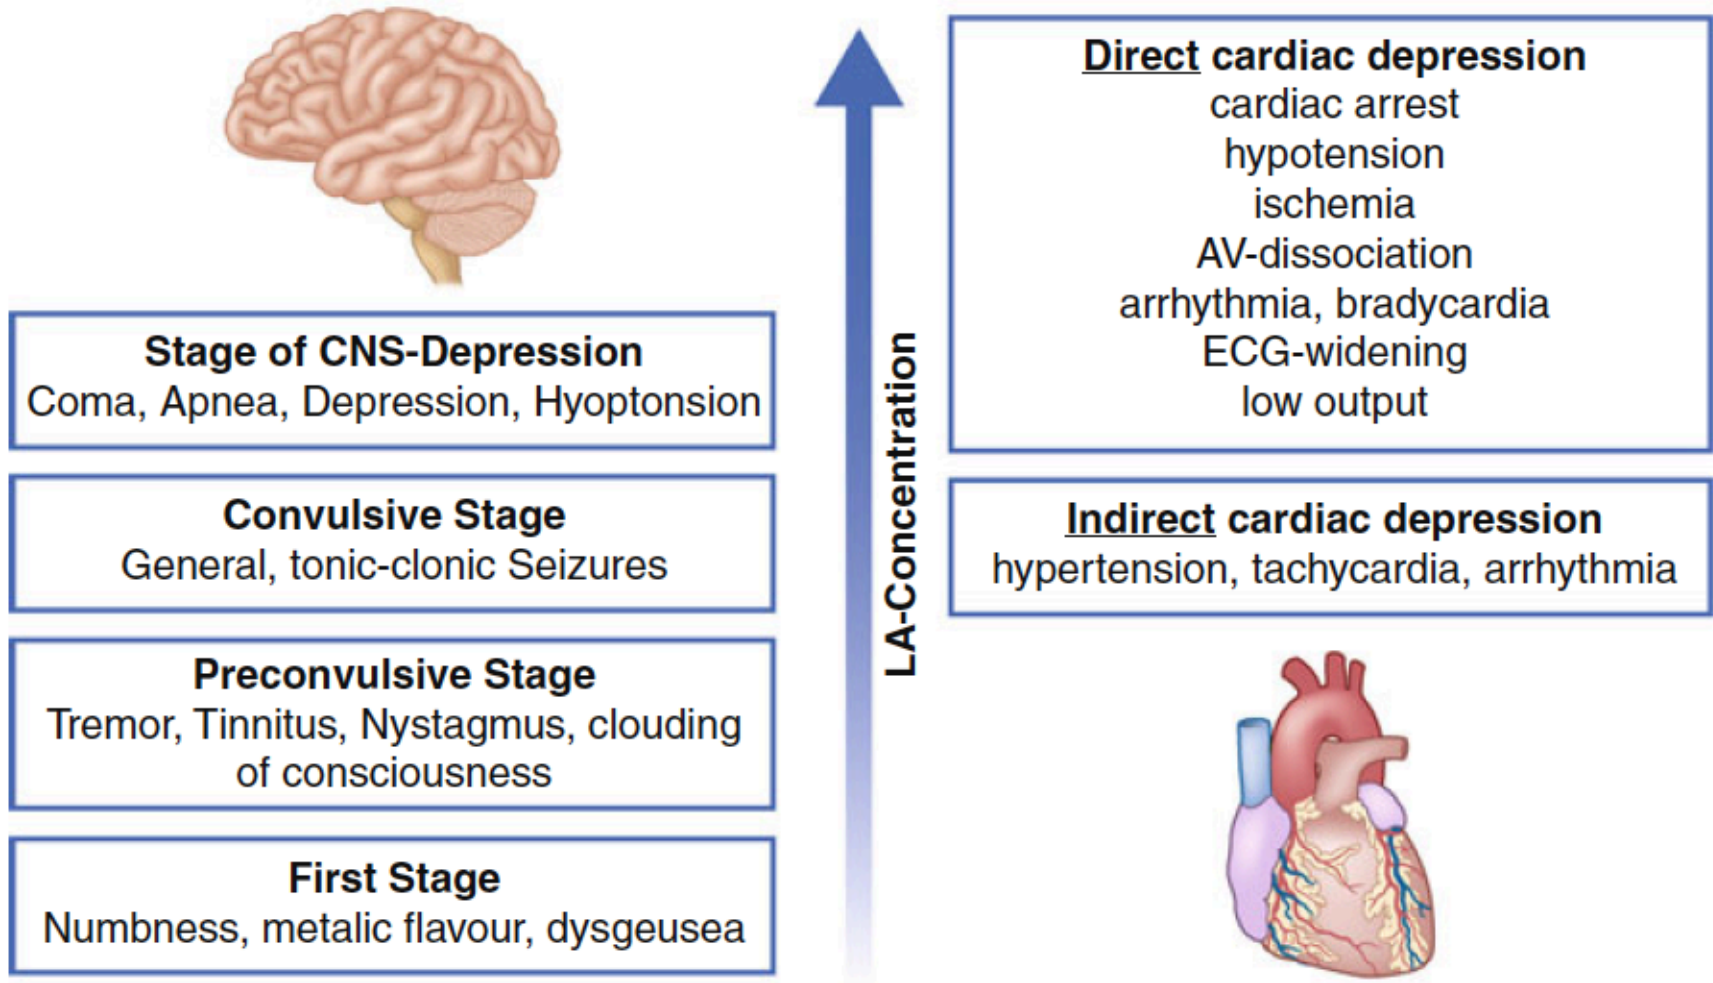 Stage of CNS-Depression
Coma, Apnea, Depression, Hyoptonsion
Convulsive Stage
General, tonic-clonic Seizures
Preconvulsive Stage
Tremor, Tinnitus, Nystagmus, clouding
of consciousness
First Stage
Numbness, metalic flavour, dysgeusea
LA-Concentration
Direct cardiac depression
cardiac arrest
hypotension
ischemia
AV-dissociation
arrhythmia, bradycardia
ECG-widening
low output
Indirect cardiac depression
hypertension, tachycardia, arrhythmia